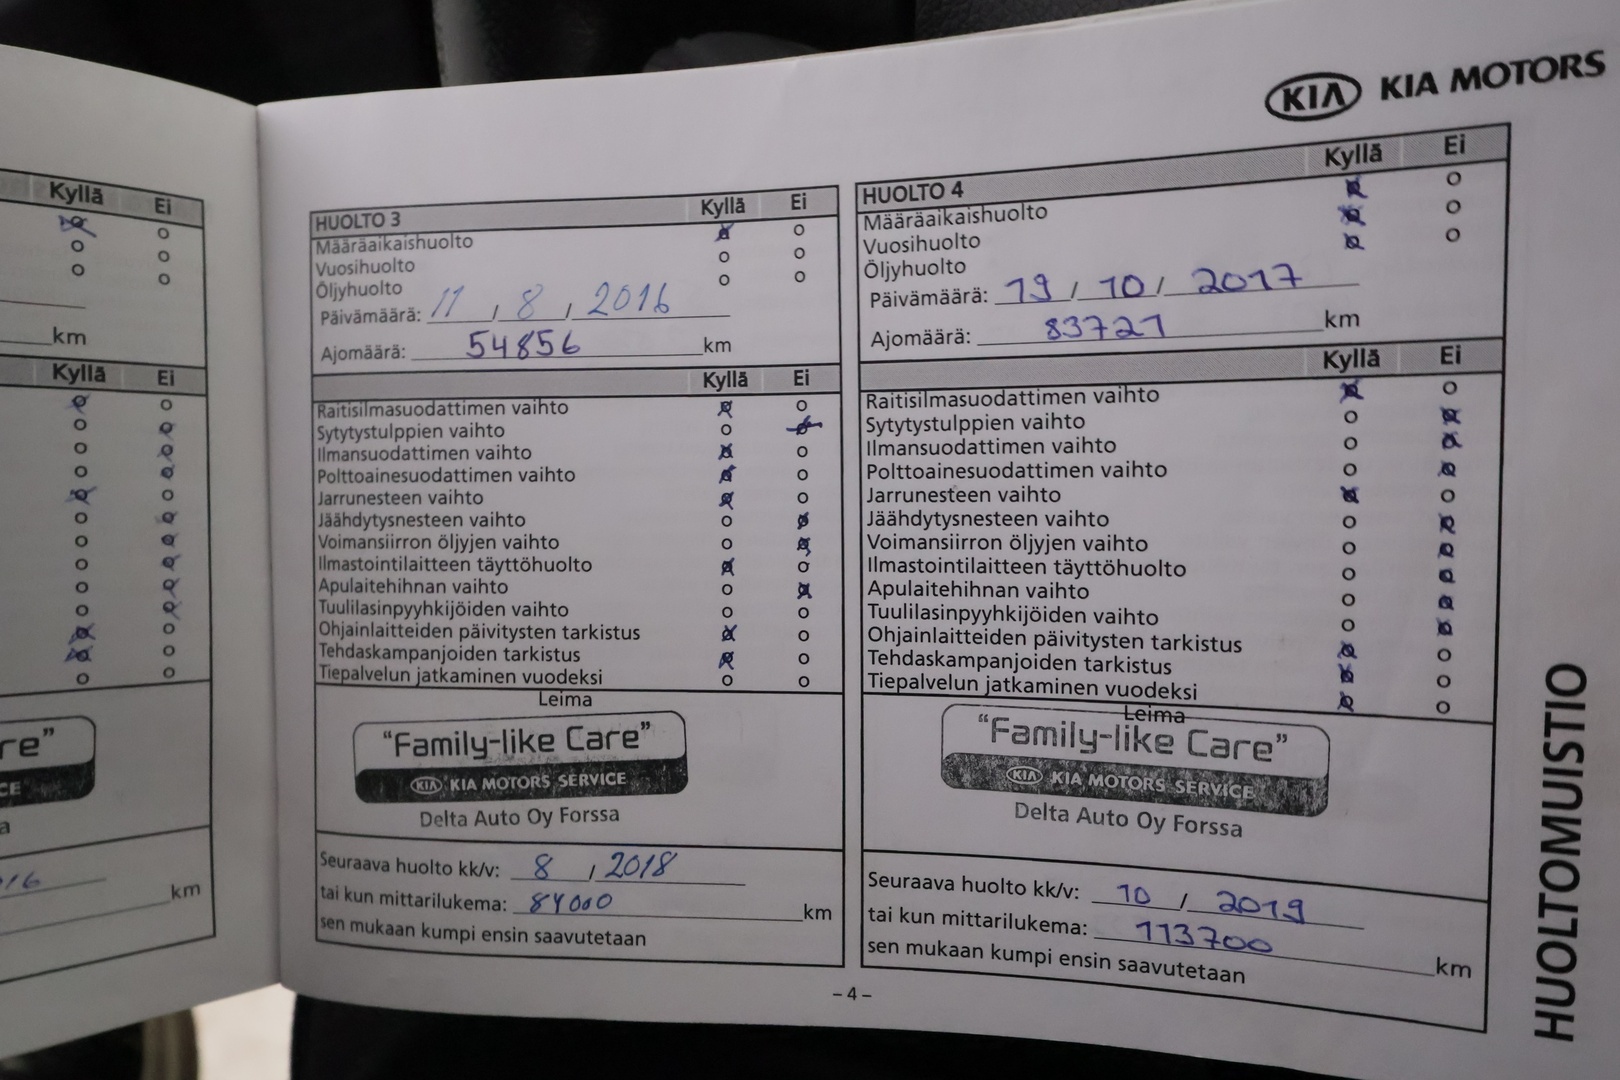 KIA KIA MOTORS
Kyllä Ei
km
Kyllä Ei
re”
CE
a
16
km
HUOLTO 3 Kyllä Ei
Määräaikaishuolto
Vuosihuolto
Öljyhuolto
Päivämäärä: 11 / 8 / 2016
Ajomäärä: 54856 km
Kyllä Ei
Raitisilmasuodattimen vaihto
Sytytystulppien vaihto
Ilmansuodattimen vaihto
Polttoainesuodattimen vaihto
Jarrunesteen vaihto
Jäähdytysnesteen vaihto
Voimansiirron öljyjen vaihto
Ilmastointilaitteen täyttöhuolto
Apulaitehihnan vaihto
Tuulilasinpyyhkijöiden vaihto
Ohjainlaitteiden päivitysten tarkistus
Tehdaskampanjoiden tarkistus
Tiepalvelun jatkaminen vuodeksi
Leima
“Family-like Care”
KIA KIA MOTORS SERVICE
Delta Auto Oy Forssa
Seuraava huolto kk/v: 8 / 2018
tai kun mittarilukema: 84000 km
sen mukaan kumpi ensin saavutetaan
HUOLTO 4 Kyllä Ei
Määräaikaishuolto
Vuosihuolto
Öljyhuolto
Päivämäärä: 19 / 10 / 2017
Ajomäärä: 83721 km
Kyllä Ei
Raitisilmasuodattimen vaihto
Sytytystulppien vaihto
Ilmansuodattimen vaihto
Polttoainesuodattimen vaihto
Jarrunesteen vaihto
Jäähdytysnesteen vaihto
Voimansiirron öljyjen vaihto
Ilmastointilaitteen täyttöhuolto
Apulaitehihnan vaihto
Tuulilasinpyyhkijöiden vaihto
Ohjainlaitteiden päivitysten tarkistus
Tehdaskampanjoiden tarkistus
Tiepalvelun jatkaminen vuodeksi
Leima
“Family-like Care”
KIA KIA MOTORS SERVICE
Delta Auto Oy Forssa
Seuraava huolto kk/v: 10 / 2019
tai kun mittarilukema: 113700 km
sen mukaan kumpi ensin saavutetaan
– 4 –
HUOLTOMUISTIO